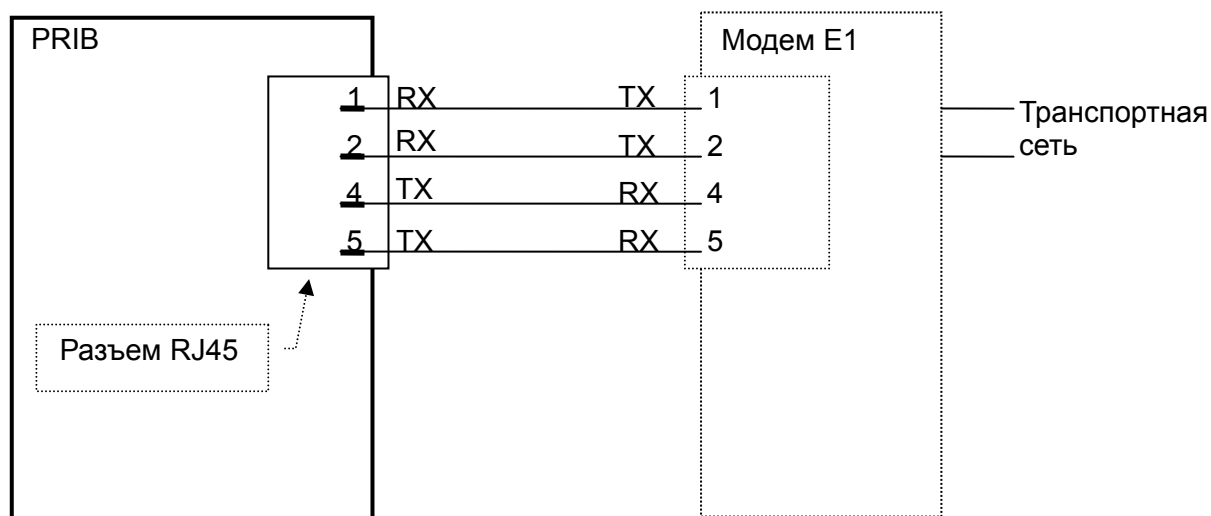 PRIB
Модем E1
1 RX TX 1
2 RX TX 2
4 TX RX 4
5 TX RX 5
Транспортная
сеть
Разъем RJ45